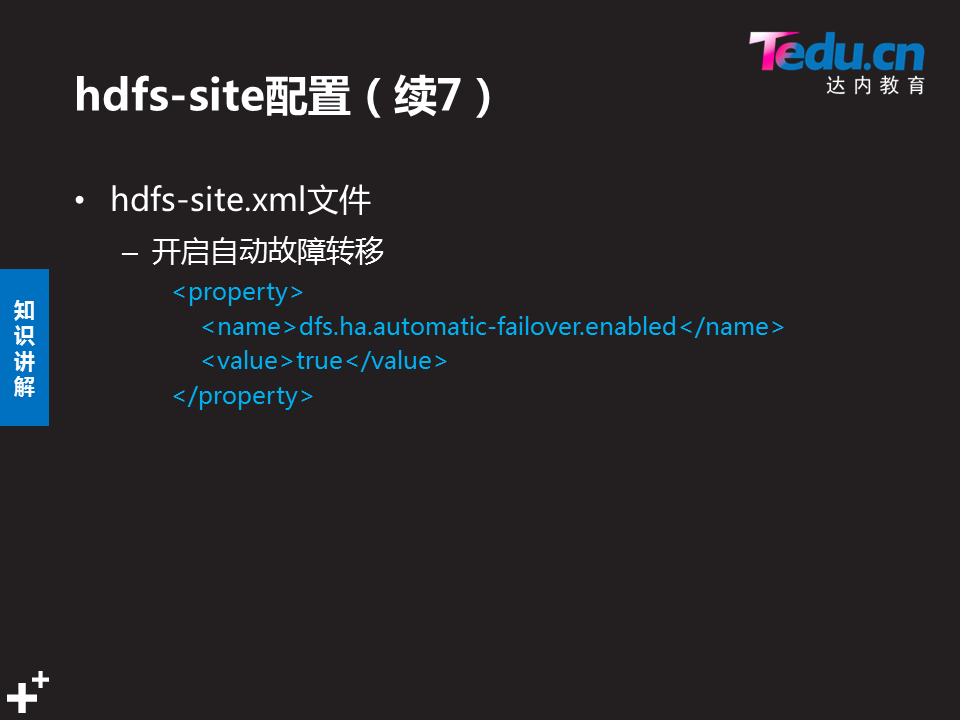 Tedu.cn
达内教育
hdfs-site配置（续7）
• hdfs-site.xml文件
– 开启自动故障转移
<property>
<name>dfs.ha.automatic-failover.enabled</name>
<value>true</value>
</property>
知识讲解